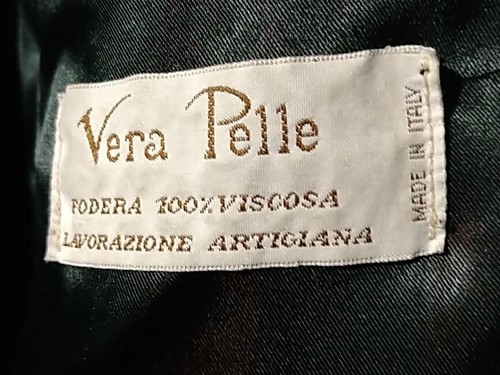 Vera Pelle
FODERA 100% VISCOSA
LAVORAZIONE ARTIGIANA
MADE IN ITALY